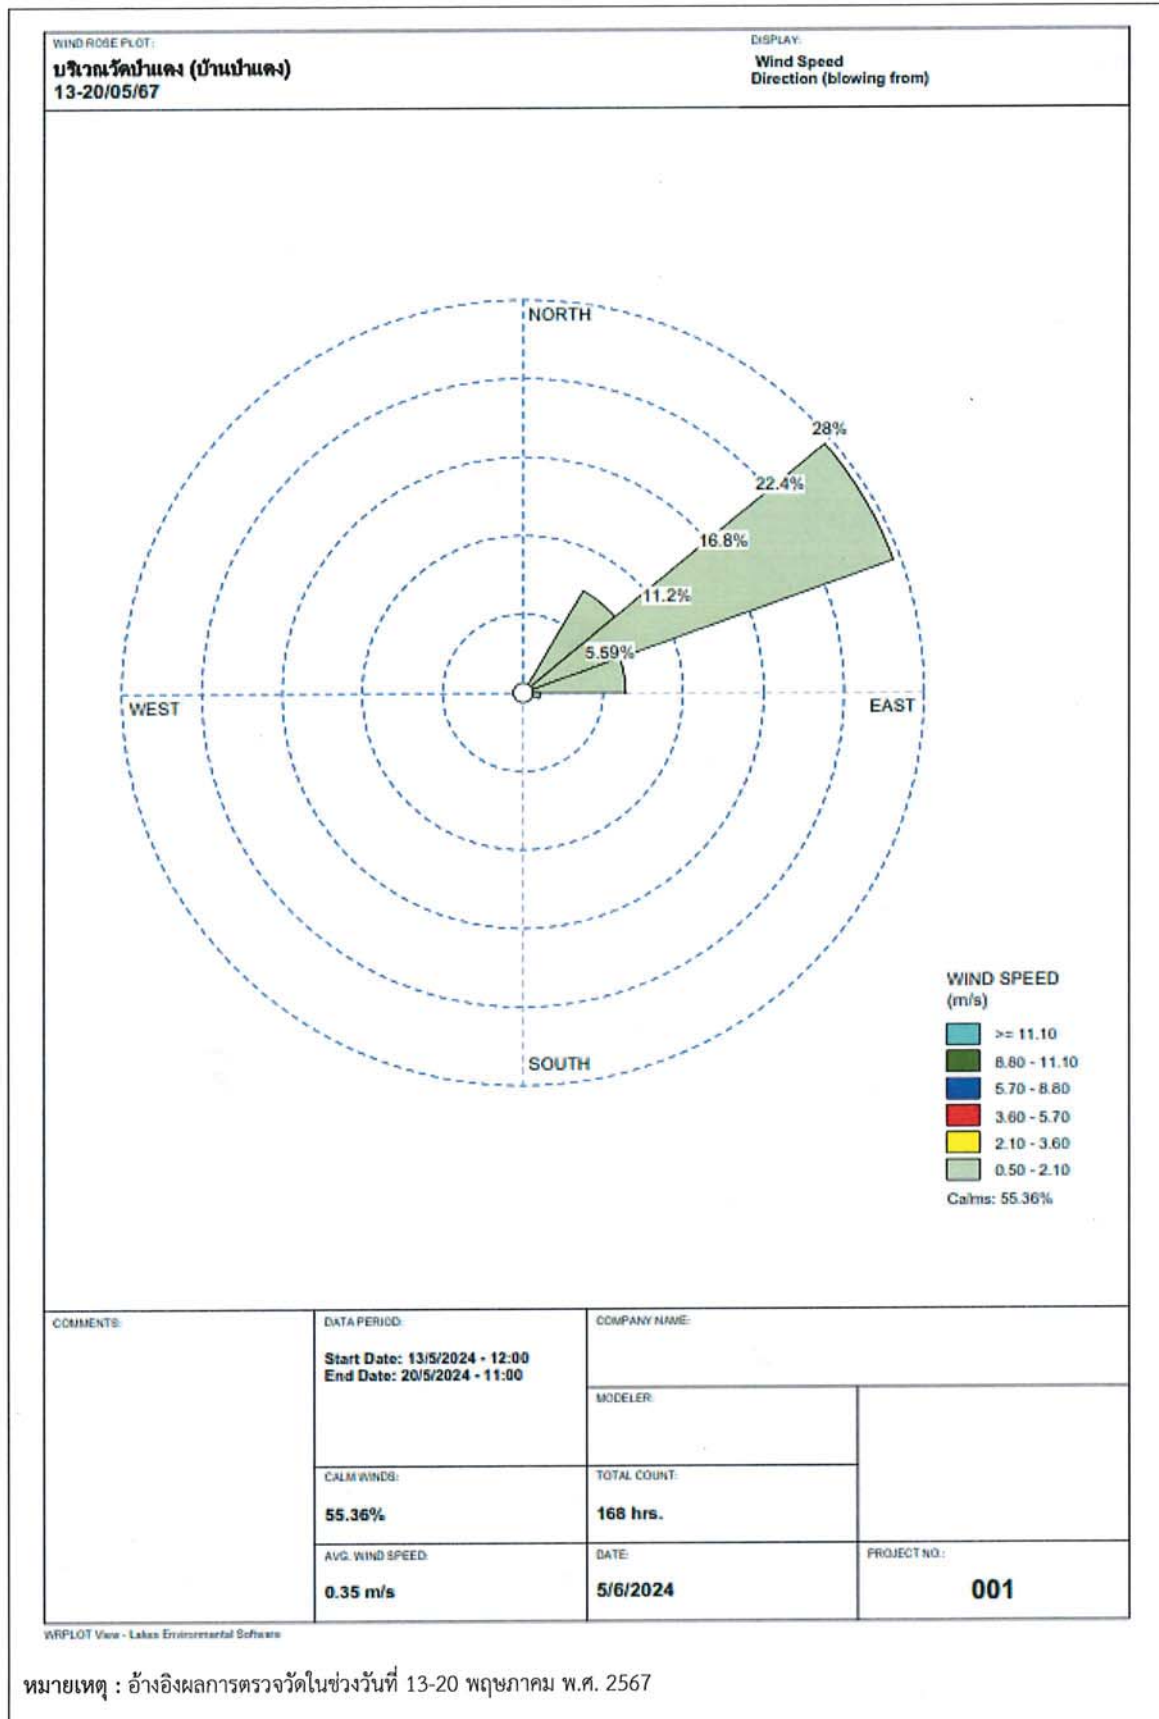 WIND ROSE PLOT:
บริเวณวัดป่าแดง (บ้านป่าแดง)
13-20/05/67
DISPLAY:
Wind Speed
Direction (blowing from)
NORTH
28%
22.4%
16.8%
11.2%
5.59%
WEST
EAST
SOUTH
WIND SPEED
(m/s)
>= 11.10
8.80 - 11.10
5.70 - 8.80
3.60 - 5.70
2.10 - 3.60
0.50 - 2.10
Calms: 55.36%
COMMENTS:
DATA PERIOD:
Start Date: 13/5/2024 - 12:00
End Date: 20/5/2024 - 11:00
COMPANY NAME:
MODELER:
CALM WINDS:
55.36%
TOTAL COUNT:
168 hrs.
AVG. WIND SPEED:
0.35 m/s
DATE:
5/6/2024
PROJECT NO.:
001
WRPLOT View - Lakes Environmental Software
หมายเหตุ : อ้างอิงผลการตรวจวัดในช่วงวันที่ 13-20 พฤษภาคม พ.ศ. 2567